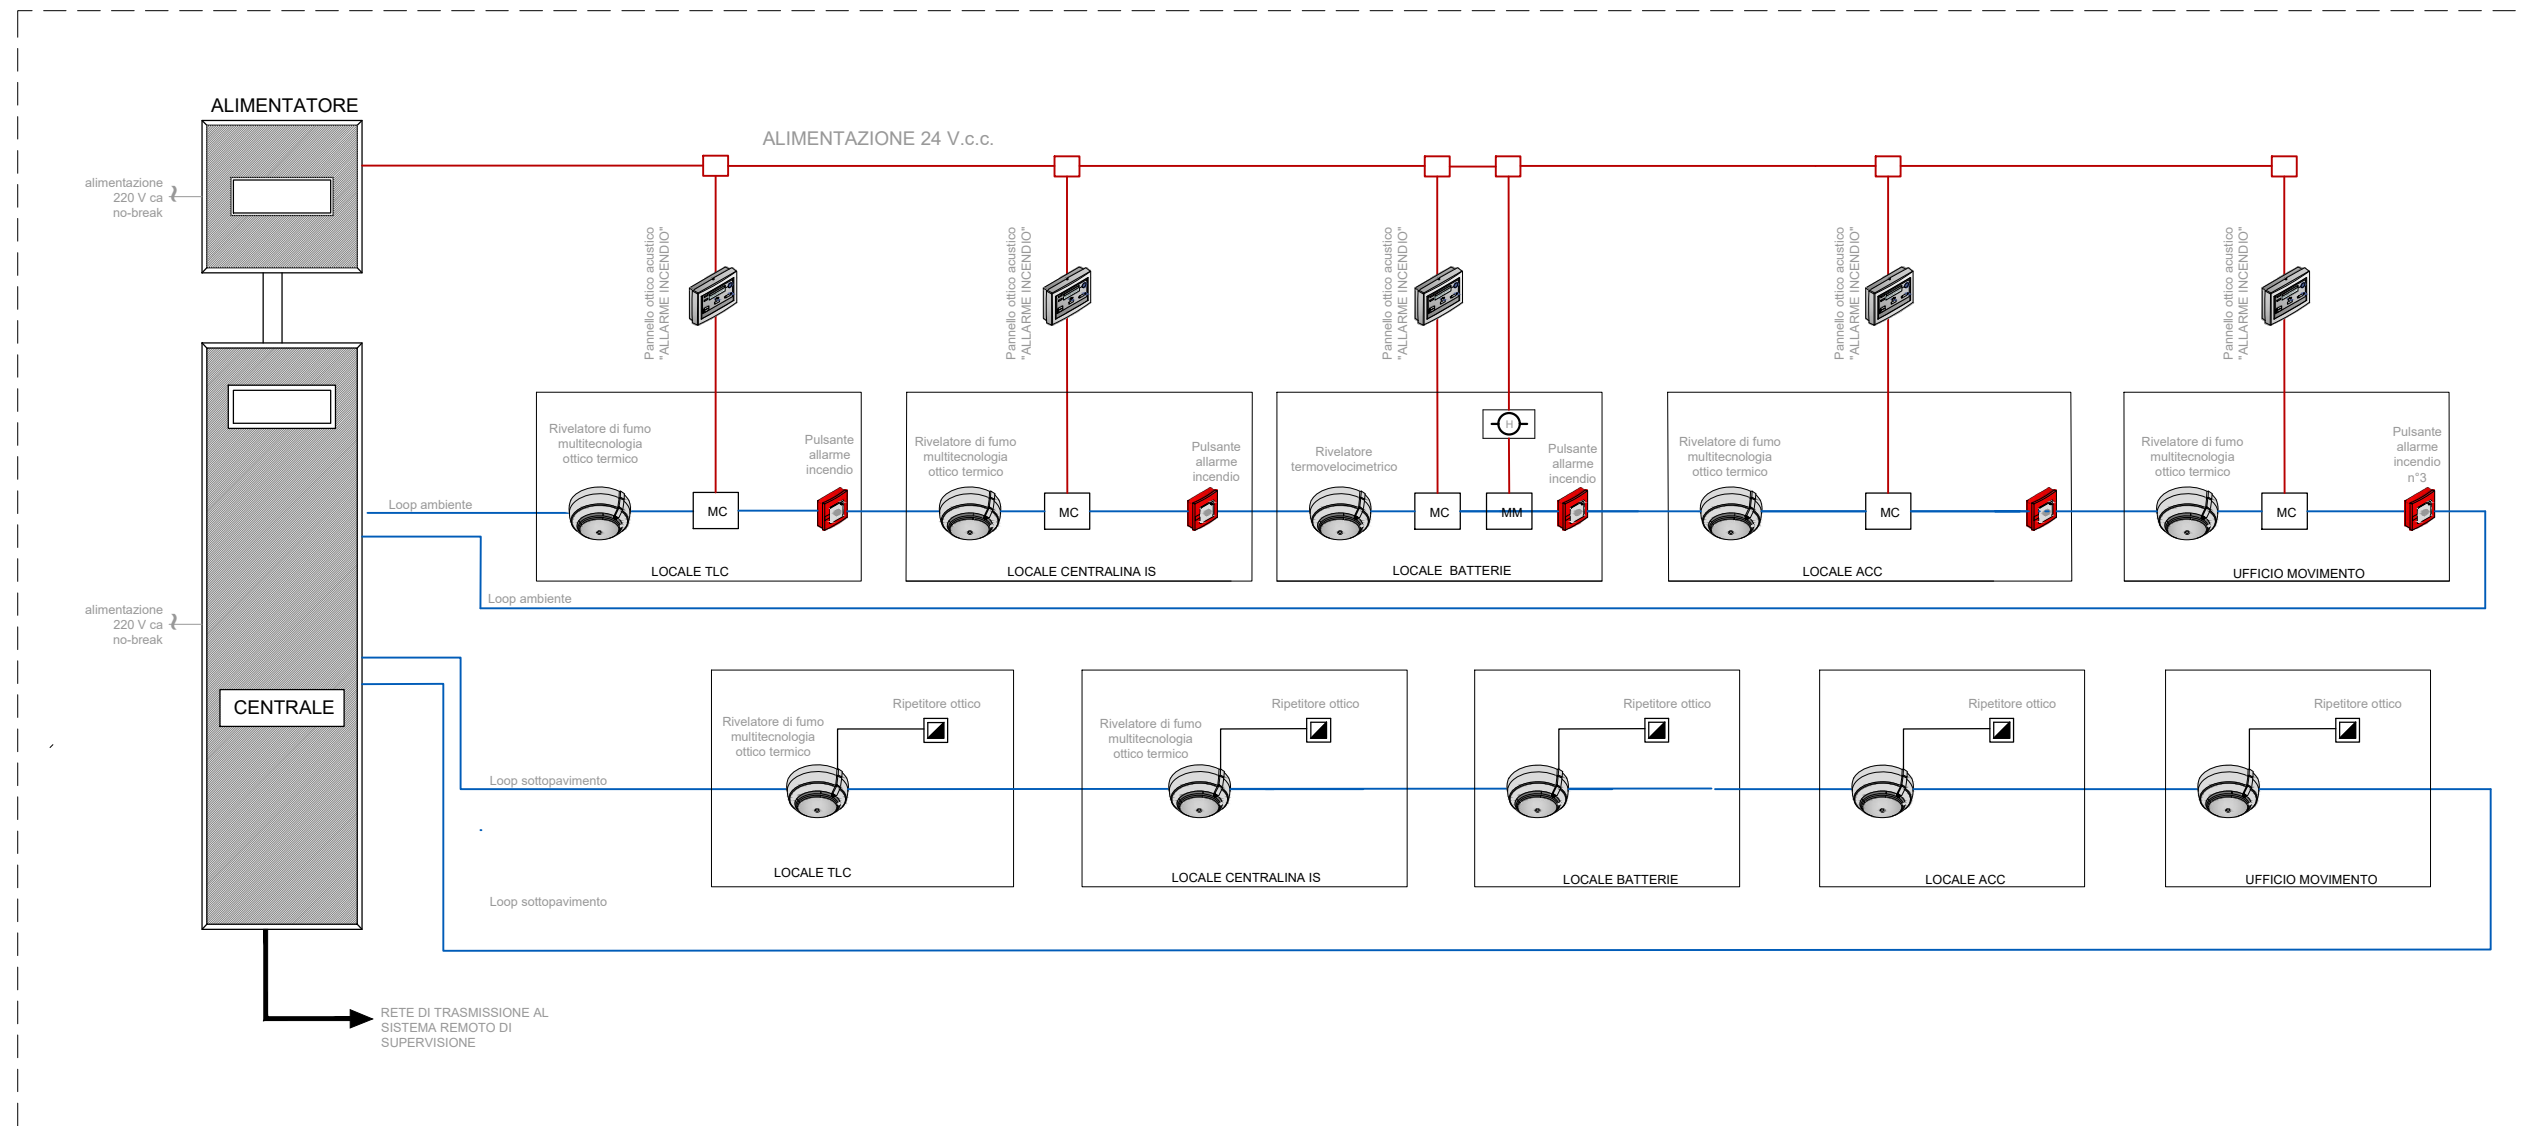 ALIMENTATORE
ALIMENTAZIONE 24 V.c.c.
alimentazione
220 V ca
no-break
Pannello ottico acustico
"ALLARME INCENDIO"
Pannello ottico acustico
"ALLARME INCENDIO"
Pannello ottico acustico
"ALLARME INCENDIO"
Pannello ottico acustico
"ALLARME INCENDIO"
Pannello ottico acustico
"ALLARME INCENDIO"
Rivelatore di fumo
multitecnologia
ottico termico
MC
Pulsante
allarme
incendio
LOCALE TLC
Rivelatore di fumo
multitecnologia
ottico termico
MC
Pulsante
allarme
incendio
LOCALE CENTRALINA IS
Rivelatore
termovelocimetrico
MC
H
MM
Pulsante
allarme
incendio
LOCALE BATTERIE
Rivelatore di fumo
multitecnologia
ottico termico
MC
LOCALE ACC
Rivelatore di fumo
multitecnologia
ottico termico
MC
Pulsante
allarme
incendio
n°3
UFFICIO MOVIMENTO
Loop ambiente
Loop ambiente
alimentazione
220 V ca
no-break
CENTRALE
Rivelatore di fumo
multitecnologia
ottico termico
Ripetitore ottico
LOCALE TLC
Rivelatore di fumo
multitecnologia
ottico termico
Ripetitore ottico
LOCALE CENTRALINA IS
Ripetitore ottico
LOCALE BATTERIE
Ripetitore ottico
LOCALE ACC
Ripetitore ottico
UFFICIO MOVIMENTO
Loop sottopavimento
Loop sottopavimento
RETE DI TRASMISSIONE AL
SISTEMA REMOTO DI
SUPERVISIONE